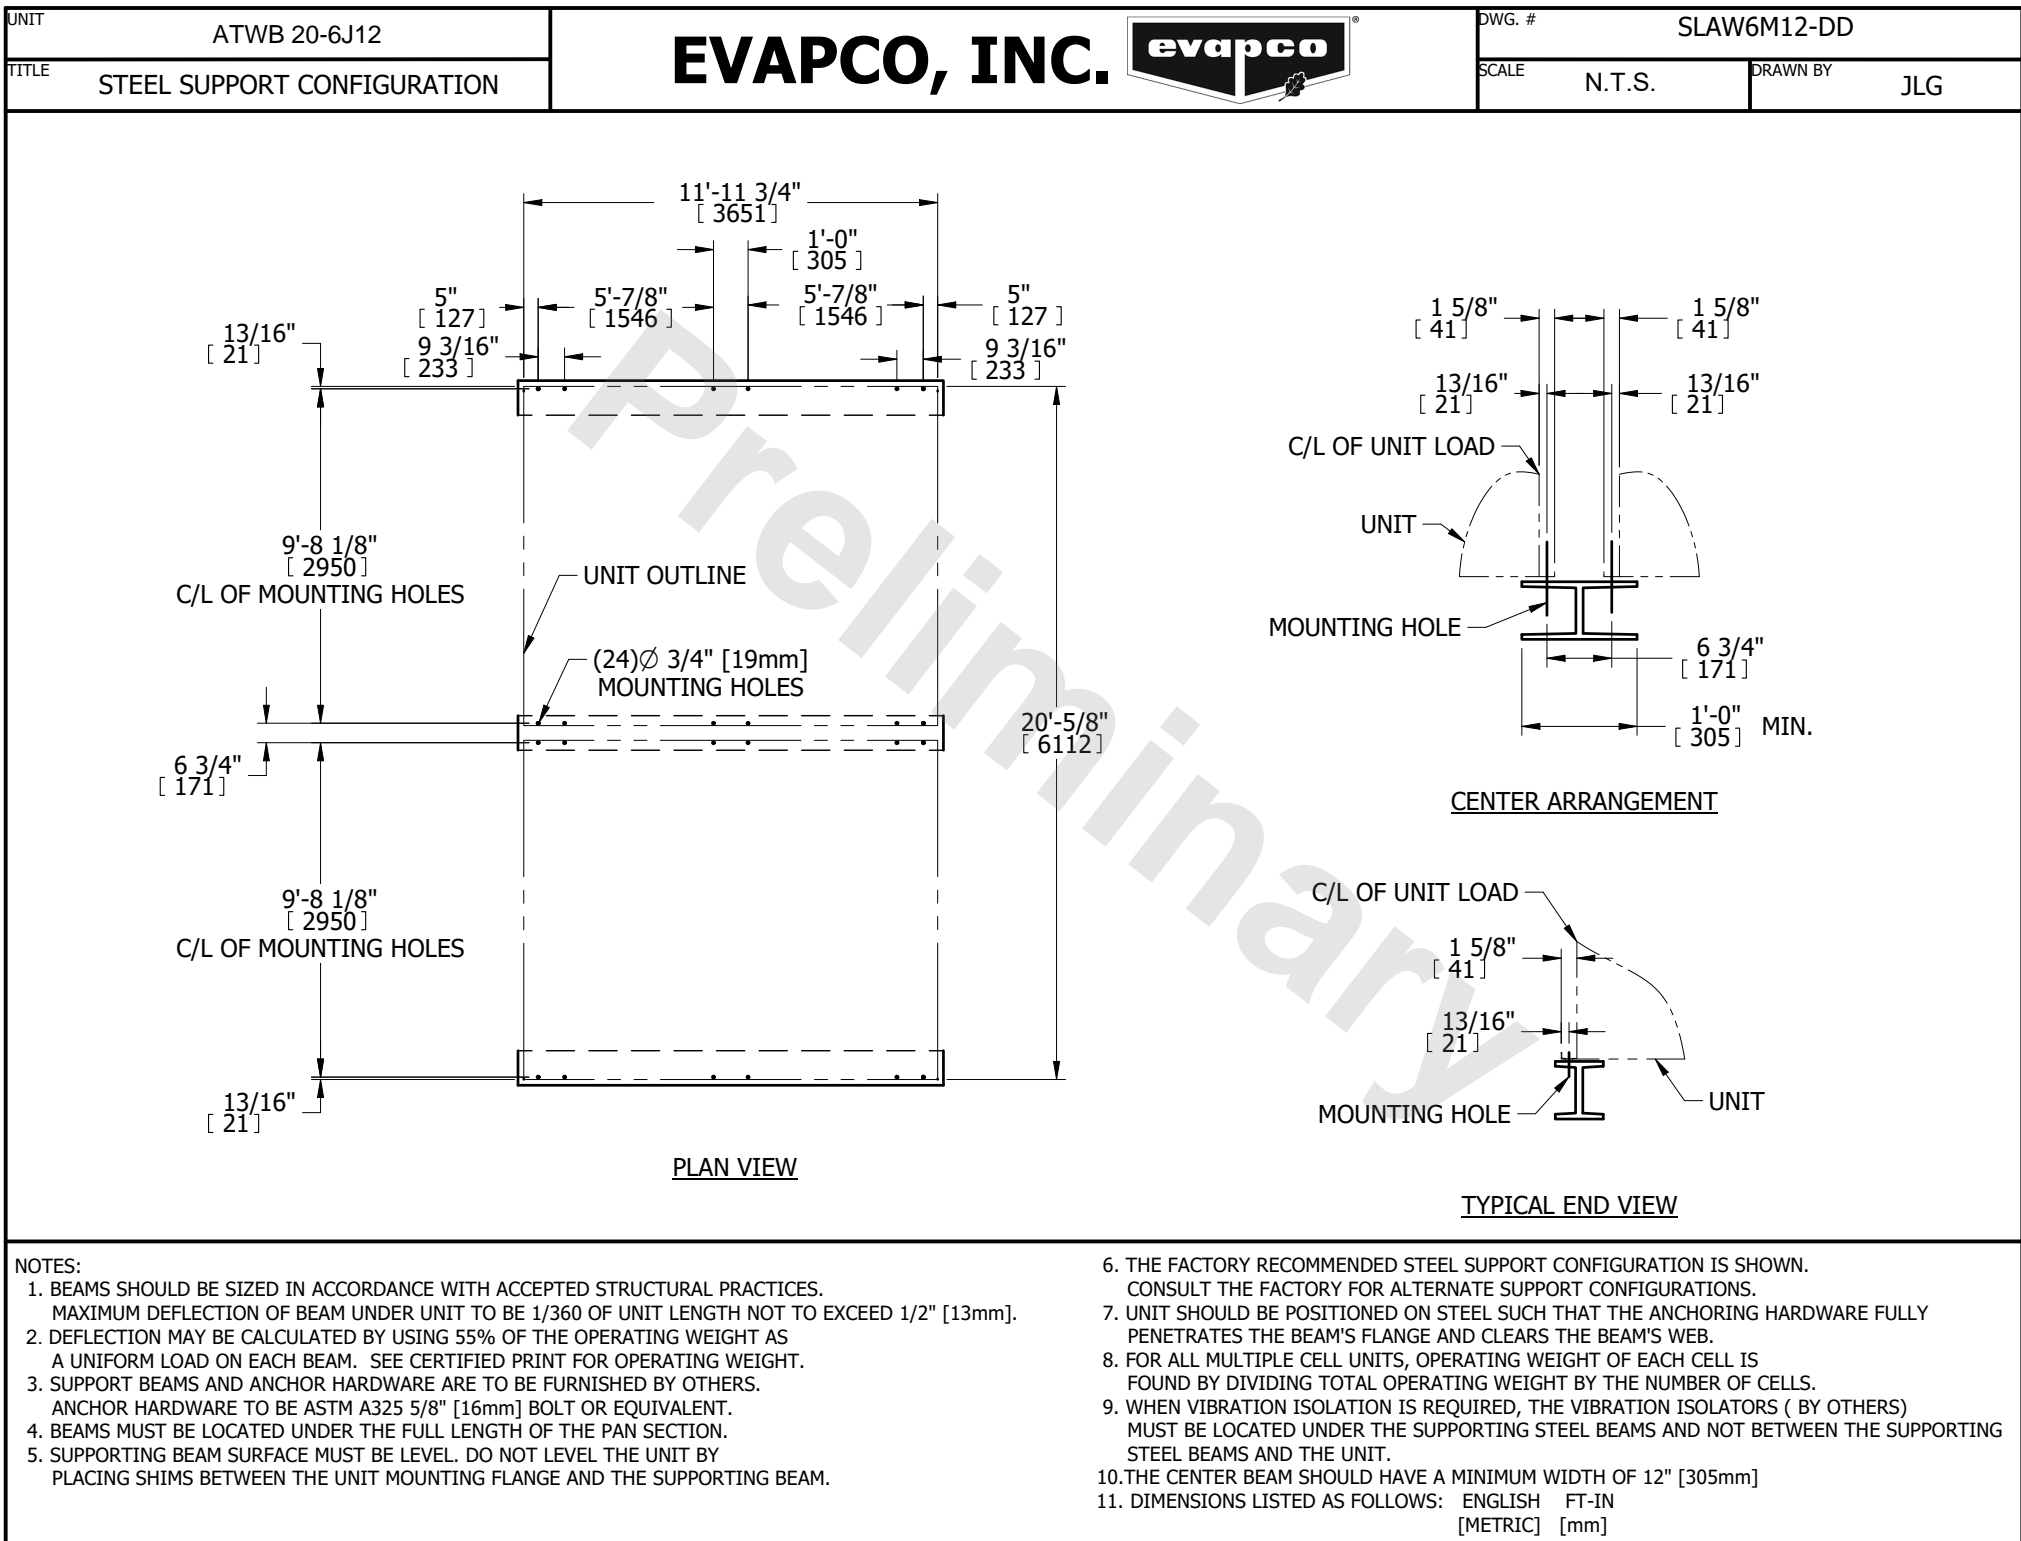 UNIT
ATWB 20-6J12
TITLE
STEEL SUPPORT CONFIGURATION
EVAPCO, INC.
evapco
®
DWG. #
SLAW6M12-DD
SCALE
N.T.S.
DRAWN BY
JLG
11'-11 3/4"
[ 3651]
1'-0"
[ 305 ]
5"
[ 127]
5'-7/8"
[ 1546 ]
5'-7/8"
[ 1546 ]
5"
[ 127 ]
13/16"
[ 21]
9 3/16"
[ 233 ]
9 3/16"
[ 233 ]
9'-8 1/8"
[ 2950]
C/L OF MOUNTING HOLES
UNIT OUTLINE
(24)Ø 3/4" [19mm]
MOUNTING HOLES
6 3/4"
[ 171]
20'-5/8"
[ 6112]
9'-8 1/8"
[ 2950]
C/L OF MOUNTING HOLES
13/16"
[ 21]
PLAN VIEW
1 5/8"
[ 41]
1 5/8"
[ 41]
13/16"
[ 21]
13/16"
[ 21]
C/L OF UNIT LOAD
UNIT
MOUNTING HOLE
6 3/4"
[ 171]
1'-0"
[ 305] MIN.
CENTER ARRANGEMENT
C/L OF UNIT LOAD
1 5/8"
[ 41]
13/16"
[ 21]
MOUNTING HOLE
UNIT
TYPICAL END VIEW
Preliminary
NOTES:
1. BEAMS SHOULD BE SIZED IN ACCORDANCE WITH ACCEPTED STRUCTURAL PRACTICES.
MAXIMUM DEFLECTION OF BEAM UNDER UNIT TO BE 1/360 OF UNIT LENGTH NOT TO EXCEED 1/2" [13mm].
2. DEFLECTION MAY BE CALCULATED BY USING 55% OF THE OPERATING WEIGHT AS
A UNIFORM LOAD ON EACH BEAM. SEE CERTIFIED PRINT FOR OPERATING WEIGHT.
3. SUPPORT BEAMS AND ANCHOR HARDWARE ARE TO BE FURNISHED BY OTHERS.
ANCHOR HARDWARE TO BE ASTM A325 5/8" [16mm] BOLT OR EQUIVALENT.
4. BEAMS MUST BE LOCATED UNDER THE FULL LENGTH OF THE PAN SECTION.
5. SUPPORTING BEAM SURFACE MUST BE LEVEL. DO NOT LEVEL THE UNIT BY
PLACING SHIMS BETWEEN THE UNIT MOUNTING FLANGE AND THE SUPPORTING BEAM.
6. THE FACTORY RECOMMENDED STEEL SUPPORT CONFIGURATION IS SHOWN.
CONSULT THE FACTORY FOR ALTERNATE SUPPORT CONFIGURATIONS.
7. UNIT SHOULD BE POSITIONED ON STEEL SUCH THAT THE ANCHORING HARDWARE FULLY
PENETRATES THE BEAM'S FLANGE AND CLEARS THE BEAM'S WEB.
8. FOR ALL MULTIPLE CELL UNITS, OPERATING WEIGHT OF EACH CELL IS
FOUND BY DIVIDING TOTAL OPERATING WEIGHT BY THE NUMBER OF CELLS.
9. WHEN VIBRATION ISOLATION IS REQUIRED, THE VIBRATION ISOLATORS ( BY OTHERS)
MUST BE LOCATED UNDER THE SUPPORTING STEEL BEAMS AND NOT BETWEEN THE SUPPORTING
STEEL BEAMS AND THE UNIT.
10.THE CENTER BEAM SHOULD HAVE A MINIMUM WIDTH OF 12" [305mm]
11. DIMENSIONS LISTED AS FOLLOWS: ENGLISH FT-IN
[METRIC] [mm]